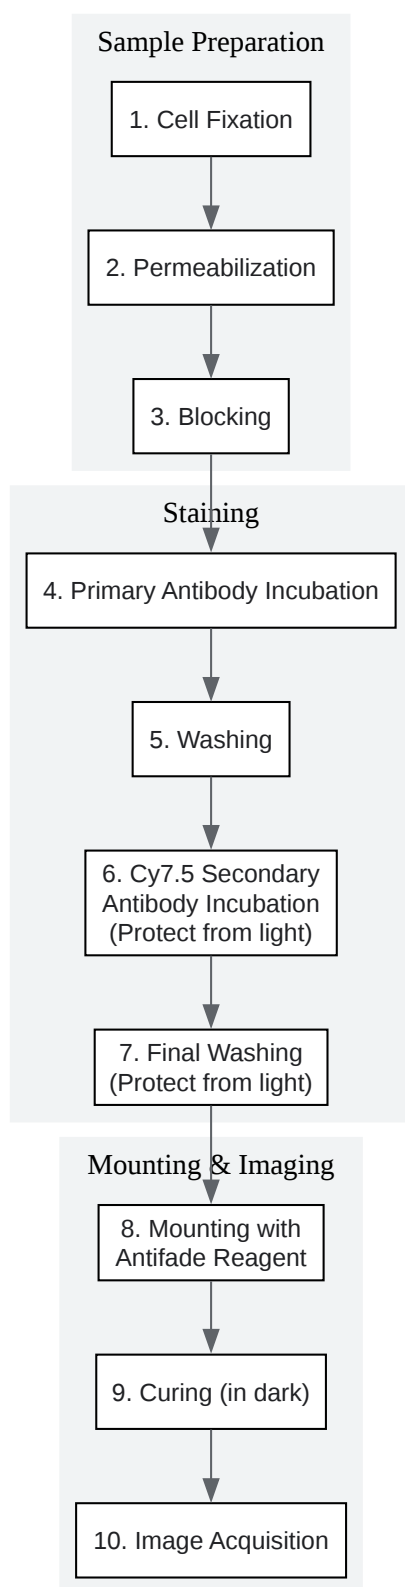 Sample Preparation
1. Cell Fixation
2. Permeabilization
3. Blocking
Staining
4. Primary Antibody Incubation
5. Washing
6. Cy7.5 Secondary
Antibody Incubation
(Protect from light)
7. Final Washing
(Protect from light)
Mounting & Imaging
8. Mounting with
Antifade Reagent
9. Curing (in dark)
10. Image Acquisition